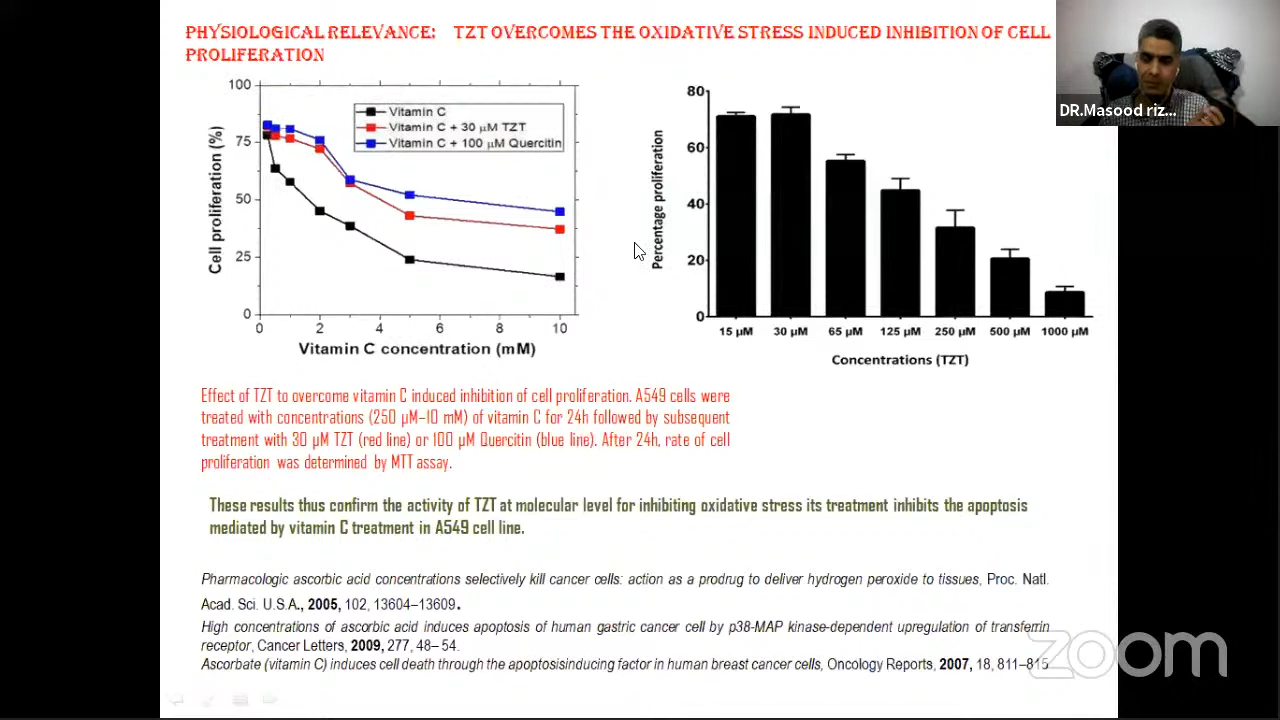 PHYSIOLOGICAL RELEVANCE: TZT OVERCOMES THE OXIDATIVE STRESS INDUCED INHIBITION OF CELL
PROLIFERATION
DR.Masood riz...
100
75
50
25
0
Cell proliferation (%)
Vitamin C
Vitamin C + 30 µM TZT
Vitamin C + 100 µM Quercitin
0 2 4 6 8 10
Vitamin C concentration (mM)
80
60
40
20
0
Percentage proliferation
15 µM 30 µM 65 µM 125 µM 250 µM 500 µM 1000 µM
Concentrations (TZT)
Effect of TZT to overcome vitamin C induced inhibition of cell proliferation. A549 cells were
treated with concentrations (250 µM–10 mM) of vitamin C for 24h followed by subsequent
treatment with 30 µM TZT (red line) or 100 µM Quercitin (blue line). After 24h, rate of cell
proliferation was determined by MTT assay.
These results thus confirm the activity of TZT at molecular level for inhibiting oxidative stress its treatment inhibits the apoptosis
mediated by vitamin C treatment in A549 cell line.
Pharmacologic ascorbic acid concentrations selectively kill cancer cells: action as a prodrug to deliver hydrogen peroxide to tissues, Proc. Natl.
Acad. Sci. U.S.A., 2005, 102, 13604–13609.
High concentrations of ascorbic acid induces apoptosis of human gastric cancer cell by p38-MAP kinase-dependent upregulation of transferrin
receptor, Cancer Letters, 2009, 277, 48– 54.
Ascorbate (vitamin C) induces cell death through the apoptosisinducing factor in human breast cancer cells, Oncology Reports, 2007, 18, 811–815
zoom